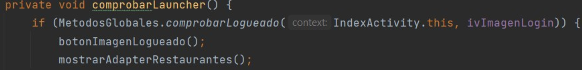 private void comprobarLauncher() {
if (MetodosGlobales.comprobarLogueado( context: IndexActivity.this, ivImagenLogin)) {
botonImagenLogueado();
mostrarAdapterRestaurantes();